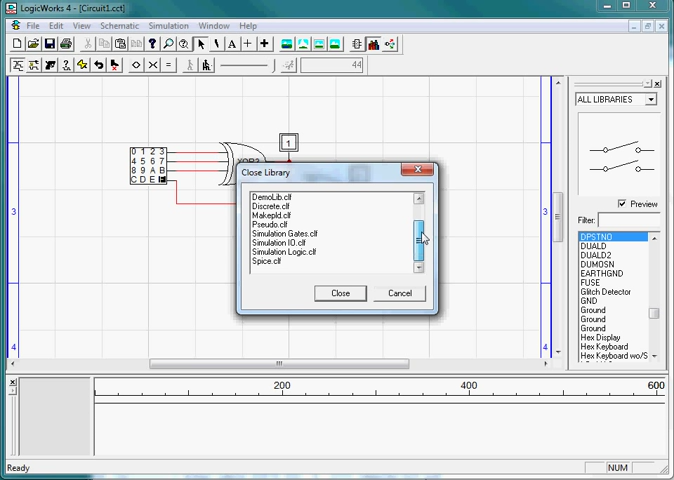 LogicWorks 4 - [Circuit1.cct]
File Edit View Schematic Simulation Window Help
44
ALL LIBRARIES
Preview
Filter:
DPSTNO
DUALD
DUALD2
DUMOSN
EARTHGND
FUSE
Glitch Detector
GND
Ground
Ground
Ground
Hex Display
Hex Keyboard
Hex Keyboard wo/S
0 1 2 3
4 5 6 7
8 9 A B
C D E
XOR2
1
3
3
4
4
Close Library
DemoLib.clf
Discrete.clf
Makepld.clf
Pseudo.clf
Simulation Gates.clf
Simulation IO.clf
Simulation Logic.clf
Spice.clf
Close Cancel
200 400 600
Ready
NUM